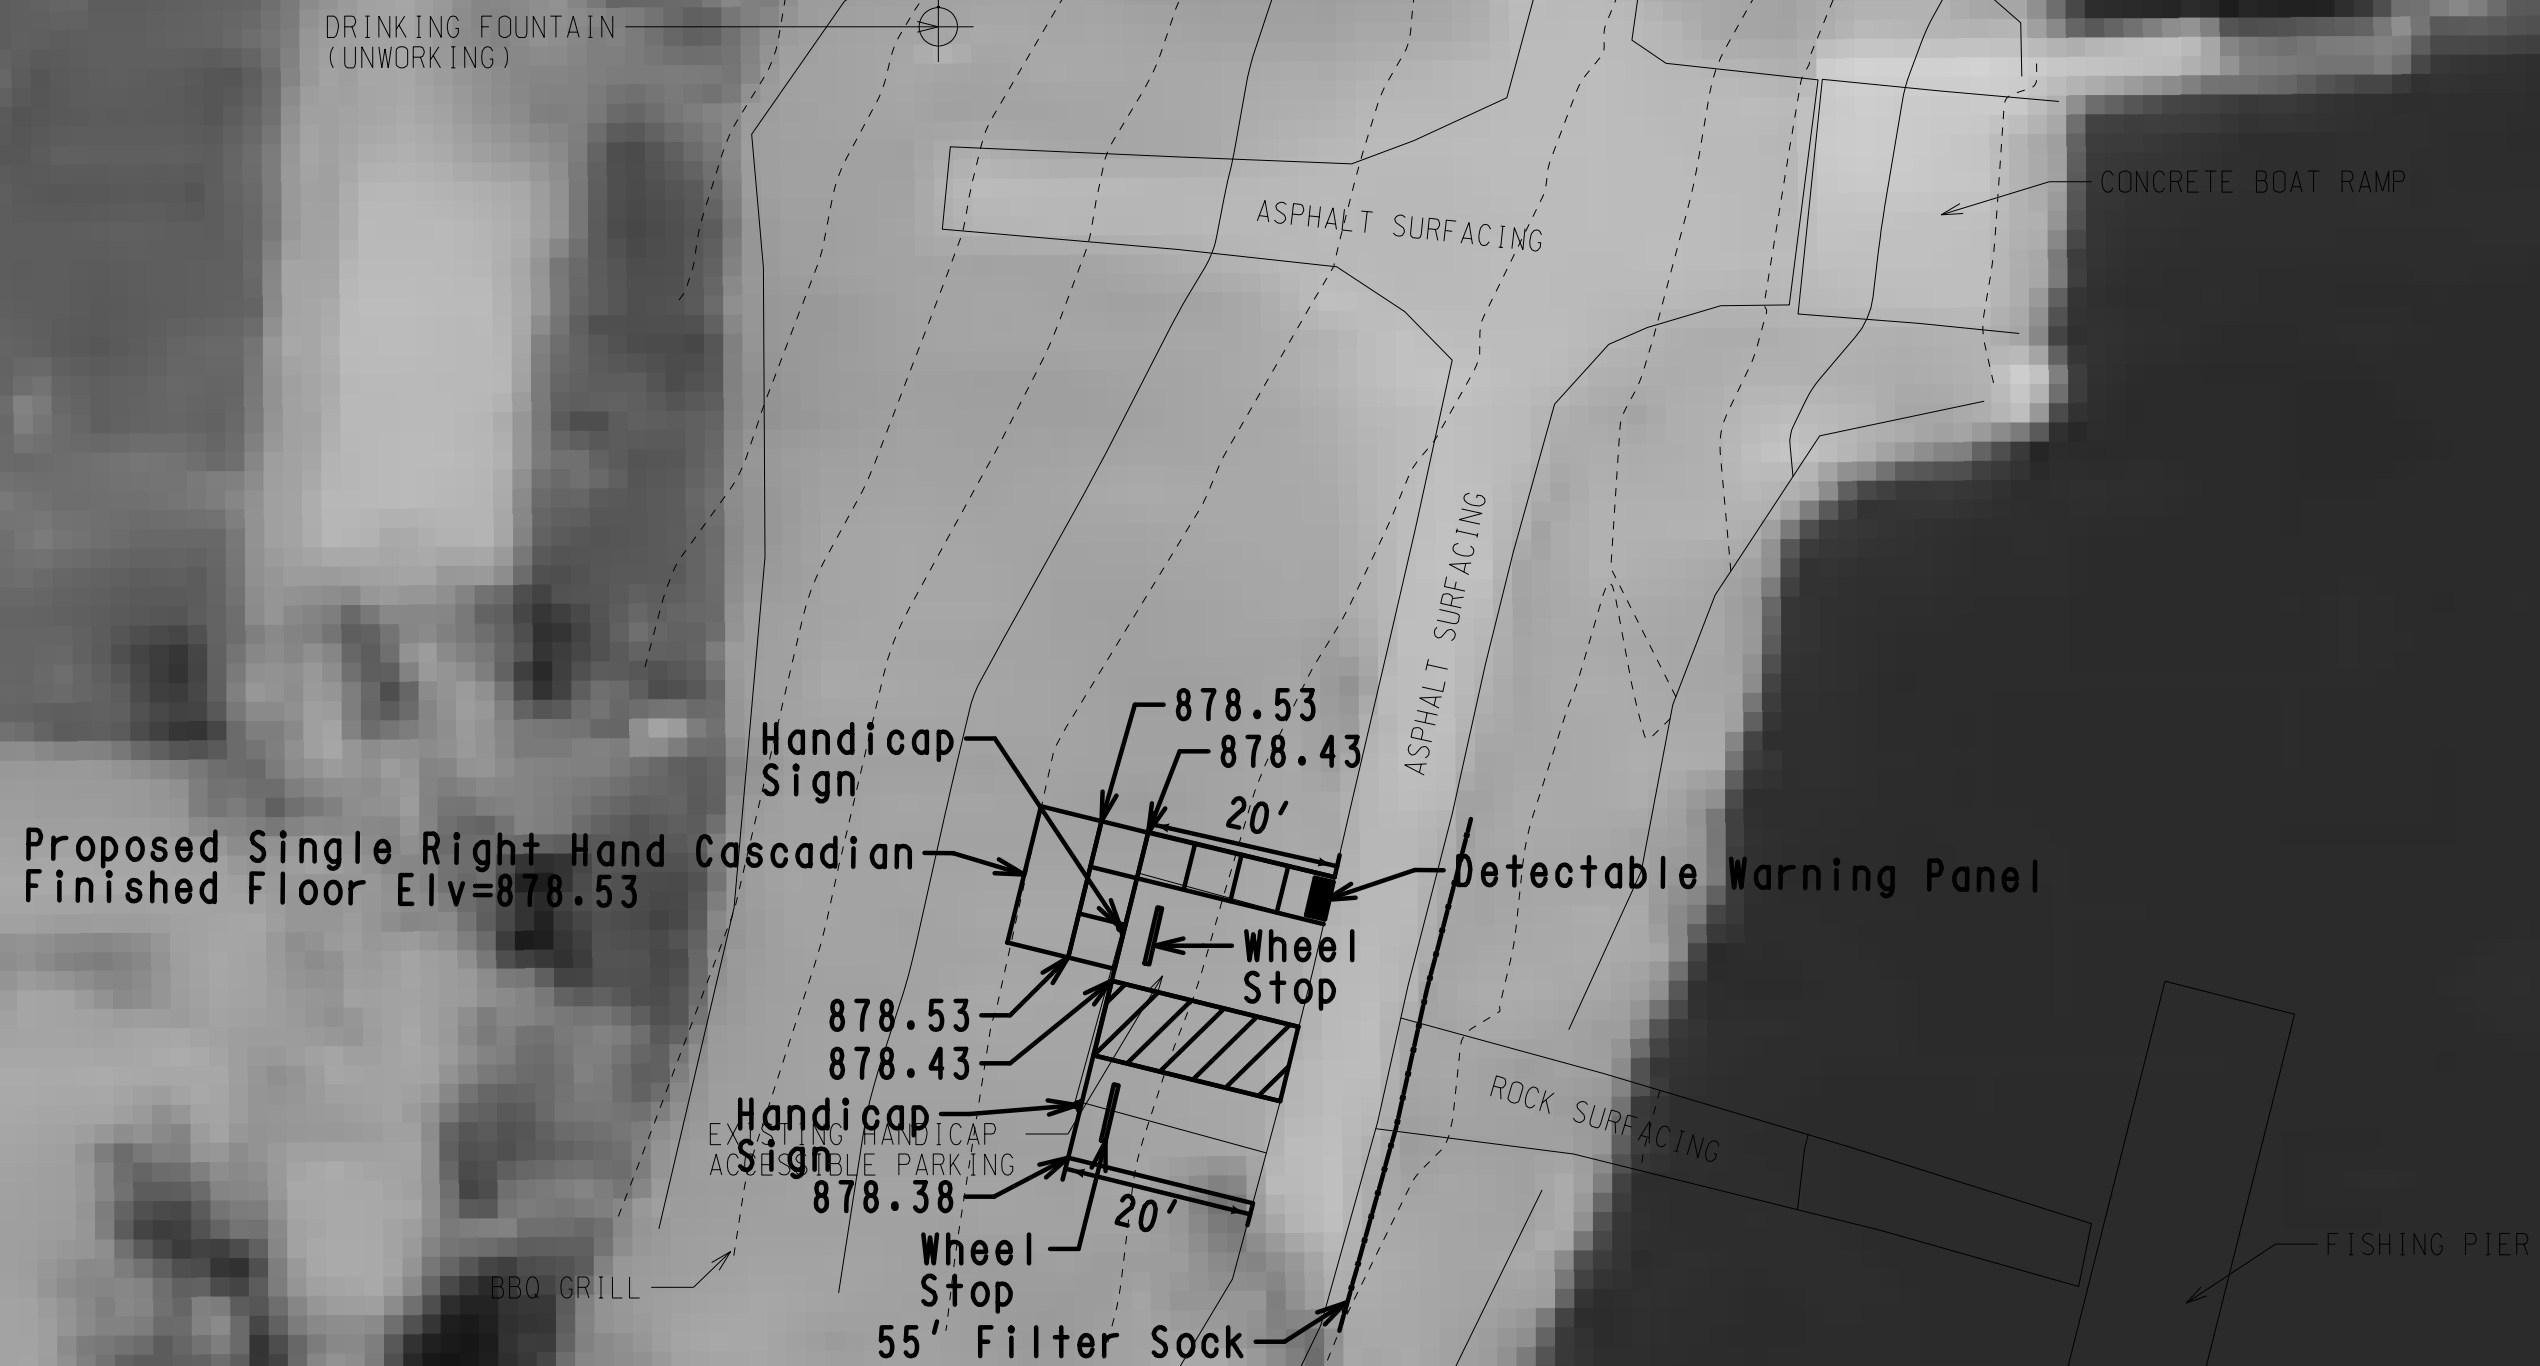 DRINKING FOUNTAIN
(UNWORKING)
CONCRETE BOAT RAMP
ASPHALT SURFACING
ASPHALT SURFACING
878.53
Handicap
Sign
878.43
20'
Proposed Single Right Hand Cascadian
Finished Floor Elv=878.53
Detectable Warning Panel
Wheel
Stop
878.53
878.43
Handicap
Sign
EXISTING HANDICAP
ACCESSIBLE PARKING
ROCK SURFACING
878.38
20'
Wheel
Stop
BBQ GRILL
FISHING PIER
55' Filter Sock